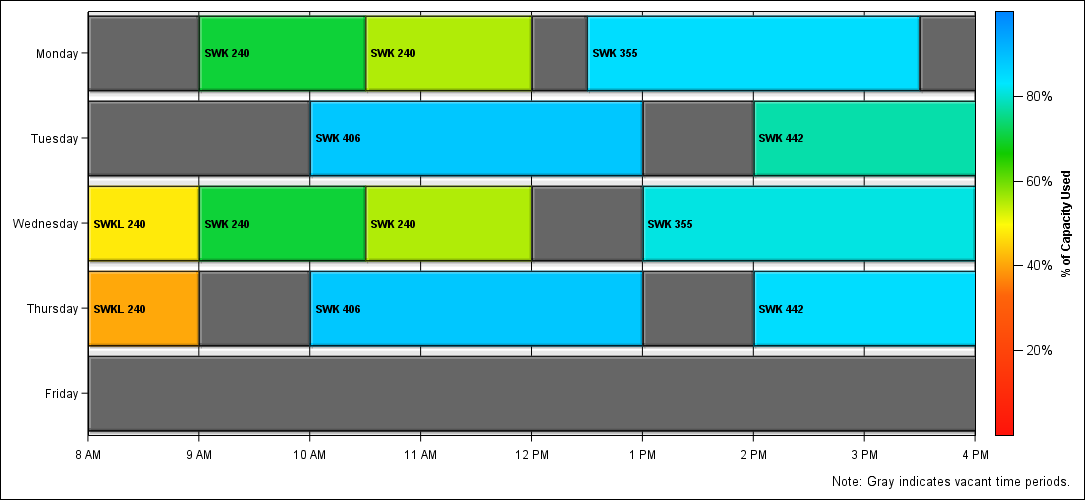 Monday
SWK 240
SWK 240
SWK 355
80%
Tuesday
SWK 406
SWK 442
60%
% of Capacity Used
Wednesday
SWKL 240
SWK 240
SWK 240
SWK 355
40%
Thursday
SWKL 240
SWK 406
SWK 442
20%
Friday
8 AM 9 AM 10 AM 11 AM 12 PM 1 PM 2 PM 3 PM 4 PM
Note: Gray indicates vacant time periods.